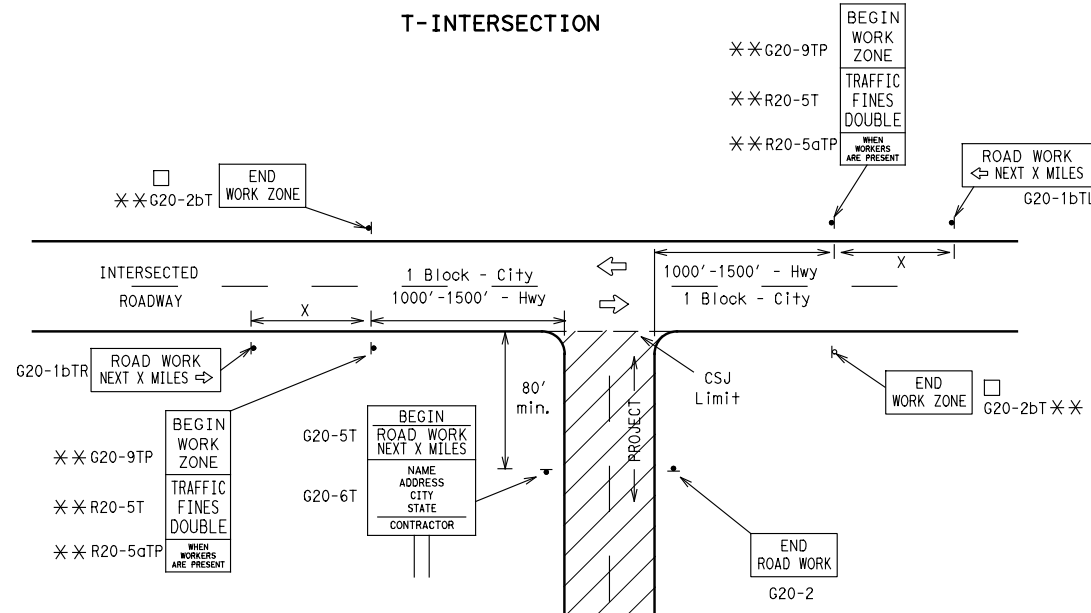 T-INTERSECTION
BEGIN
WORK
ZONE
✳✳G20-9TP
TRAFFIC
FINES
DOUBLE
✳✳R20-5T
WHEN
WORKERS
ARE PRESENT
✳✳R20-5aTP
ROAD WORK
⇦ NEXT X MILES
G20-1bTL
END
WORK ZONE
□
✳✳G20-2bT
INTERSECTED
ROADWAY
1 Block - City
1000'-1500' - Hwy
X
1000'-1500' - Hwy
1 Block - City
X
G20-1bTR
ROAD WORK
NEXT X MILES ⇨
80'
min.
CSJ
Limit
PROJECT
END
WORK ZONE
□
G20-2bT✳✳
BEGIN
WORK
ZONE
✳✳G20-9TP
TRAFFIC
FINES
DOUBLE
✳✳R20-5T
WHEN
WORKERS
ARE PRESENT
✳✳R20-5aTP
G20-5T
BEGIN
ROAD WORK
NEXT X MILES
G20-6T
NAME
ADDRESS
CITY
STATE
CONTRACTOR
END
ROAD WORK
G20-2